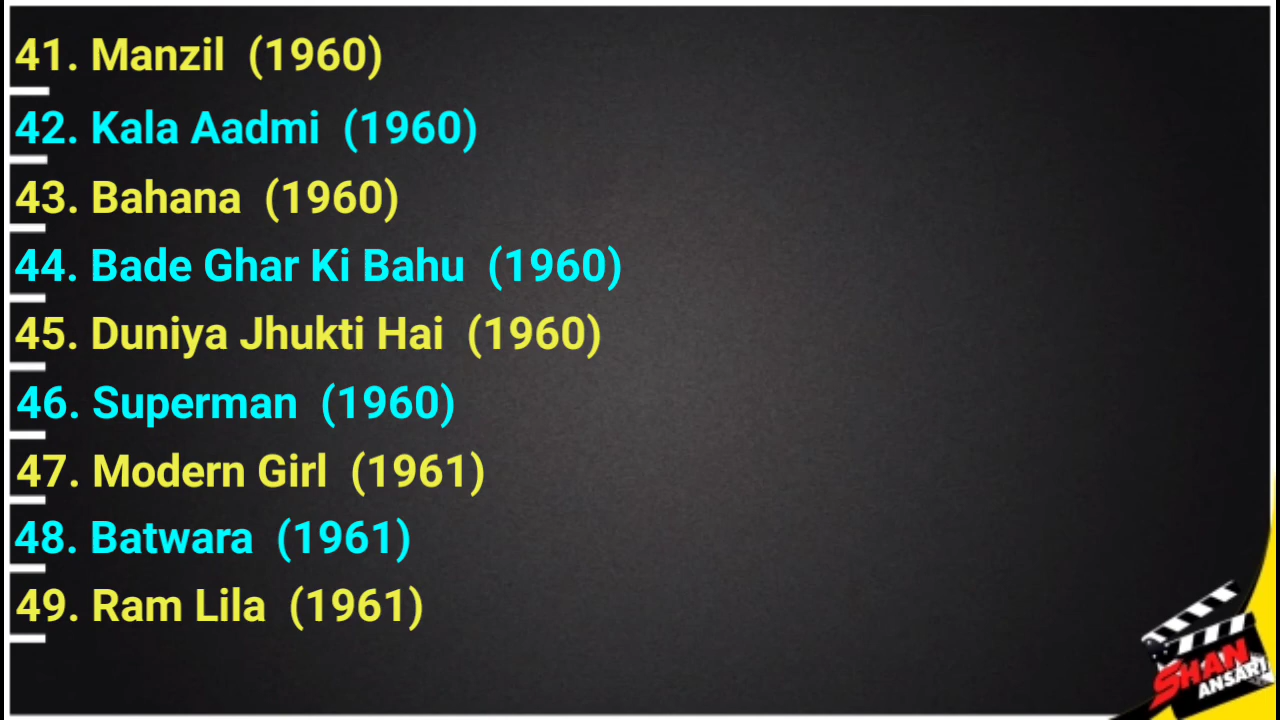 41. Manzil (1960)
42. Kala Aadmi (1960)
43. Bahana (1960)
44. Bade Ghar Ki Bahu (1960)
45. Duniya Jhukti Hai (1960)
46. Superman (1960)
47. Modern Girl (1961)
48. Batwara (1961)
49. Ram Lila (1961)
SHAN
ANSARI